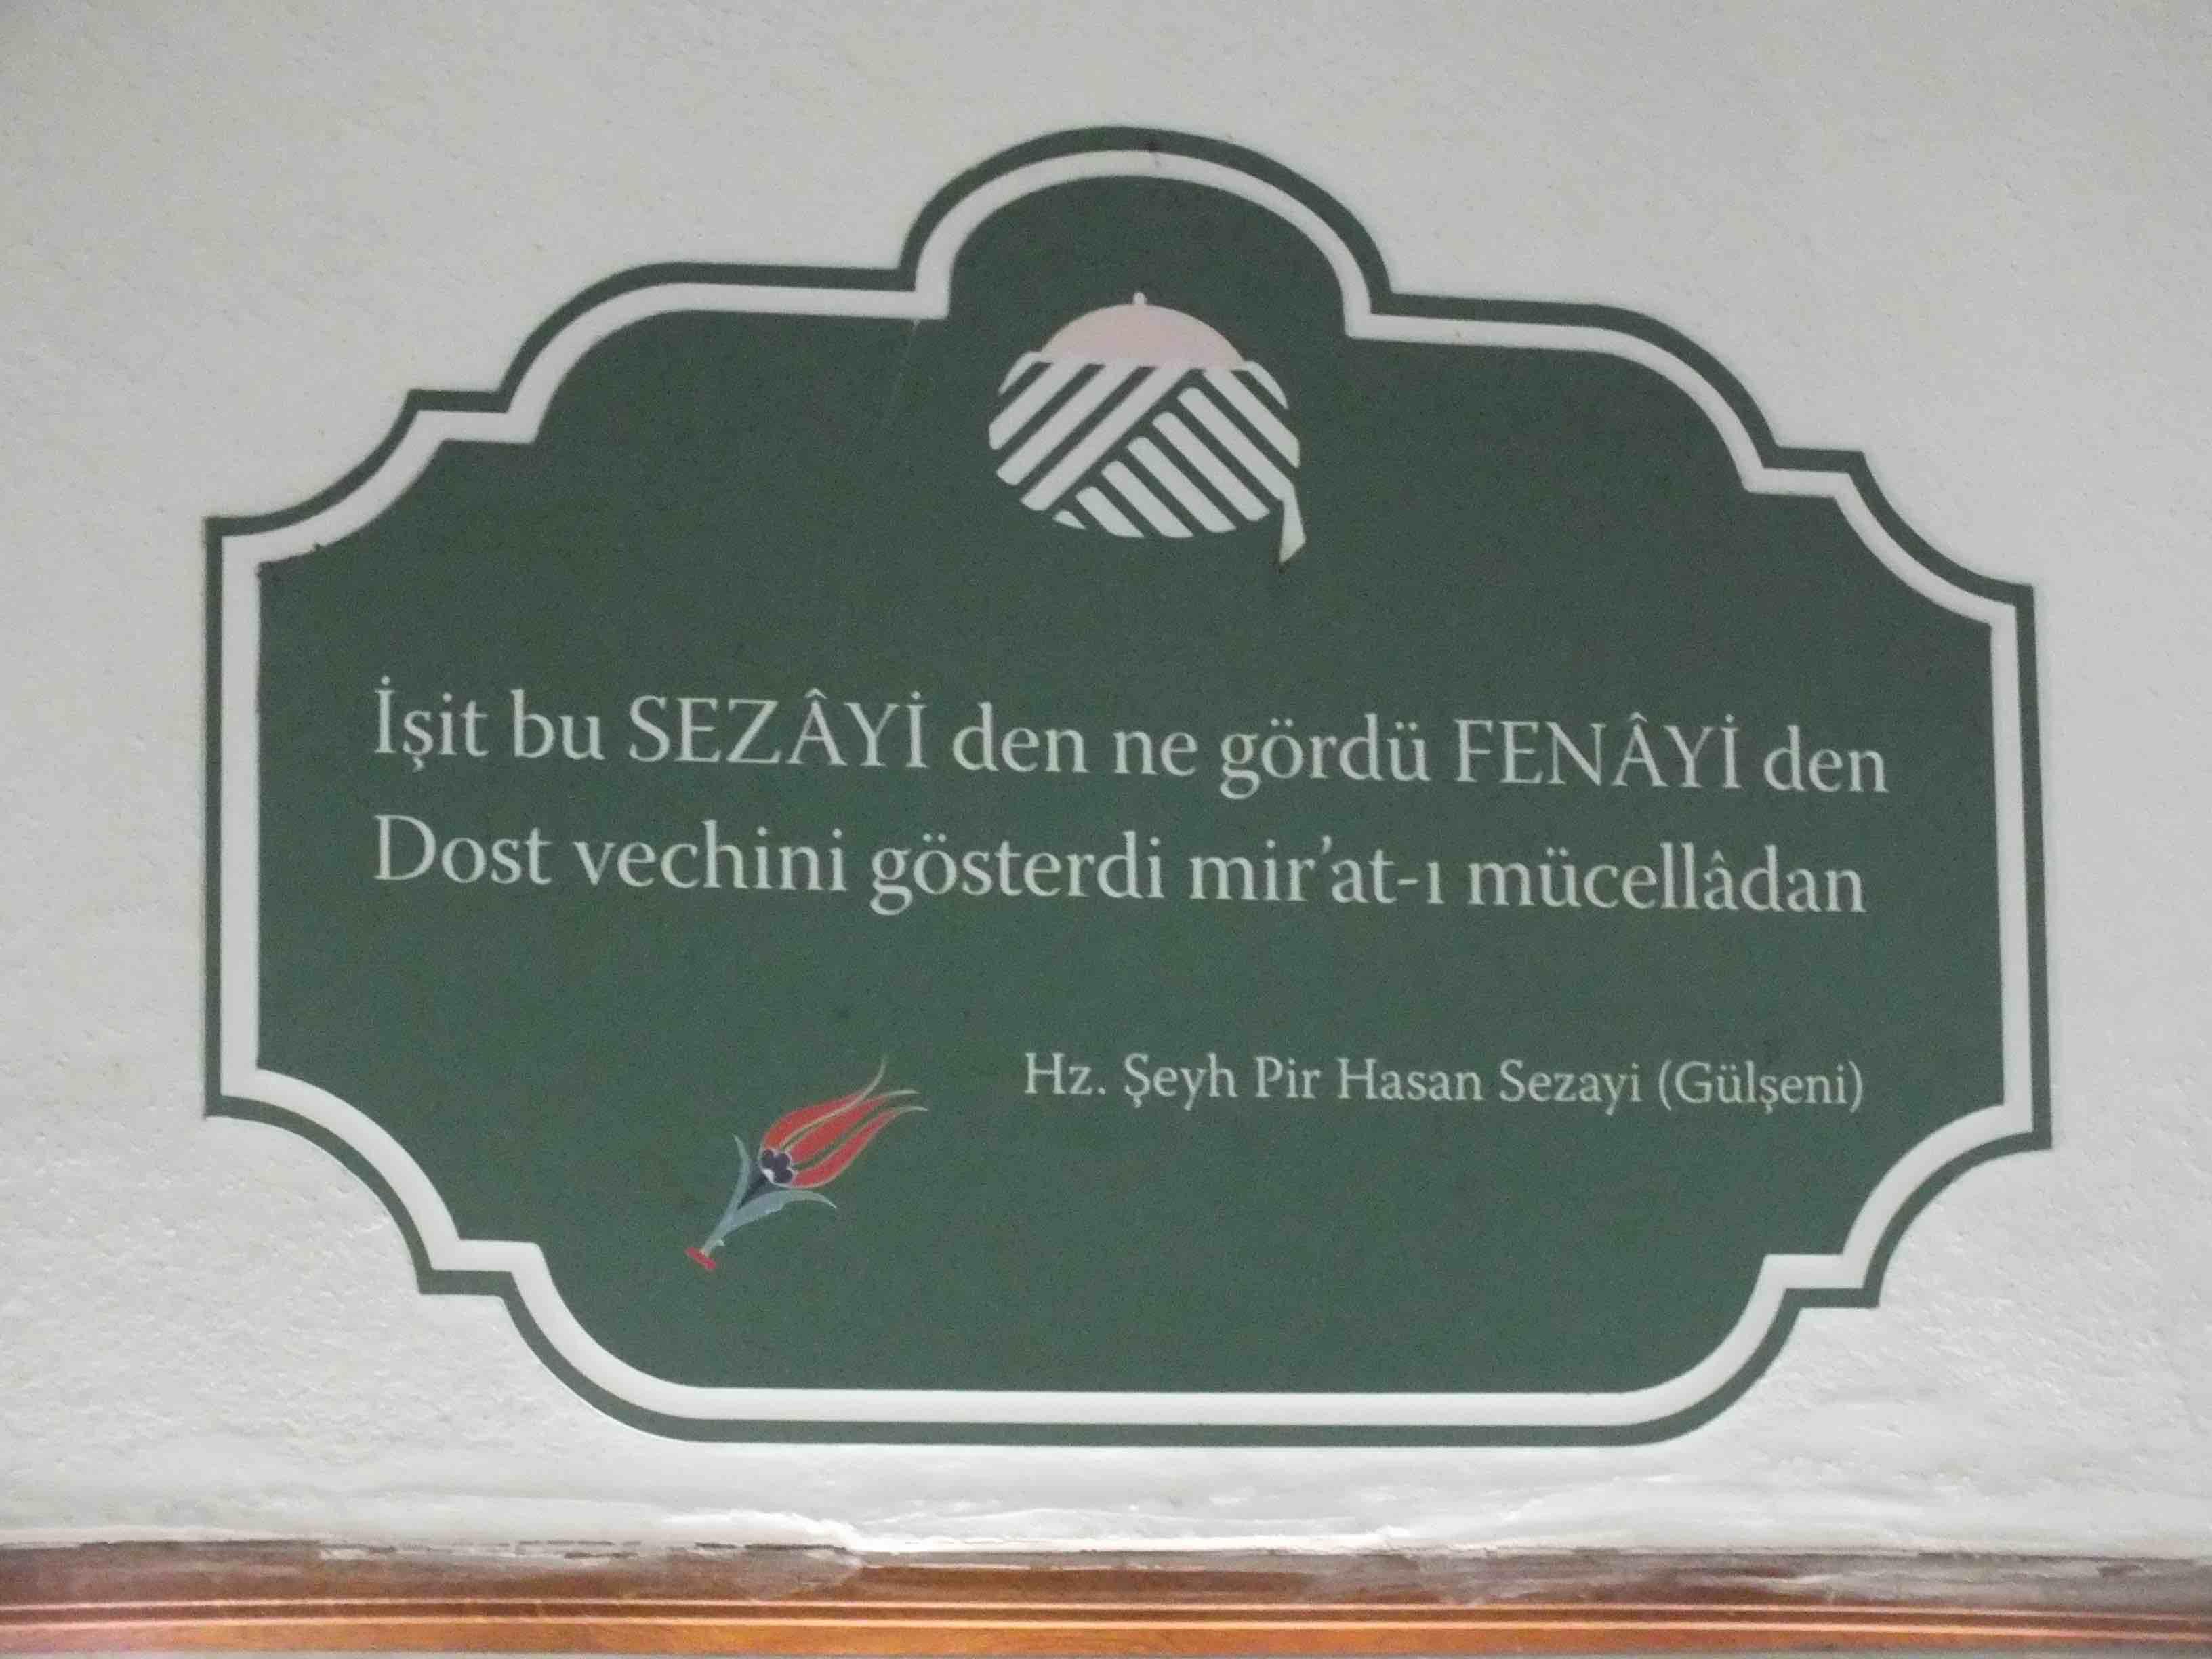 İşit bu SEZÂYİ den ne gördü FENÂYİ den
Dost vechini gösterdi mir'at-ı mücellâdan
Hz. Şeyh Pir Hasan Sezayi (Gülşeni)